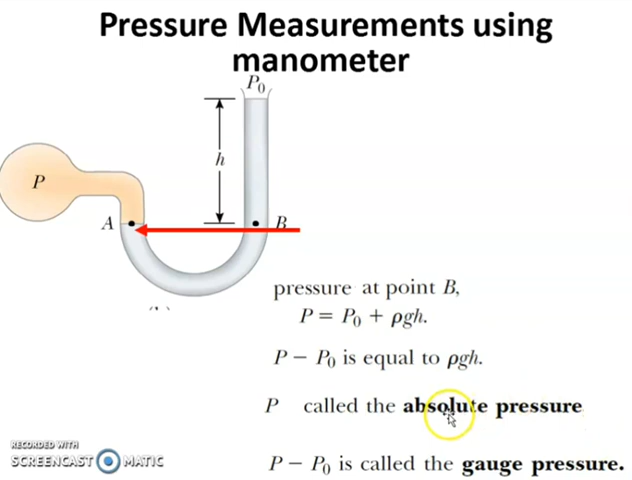 Pressure Measurements using
manometer
P₀
h
P
A
B
pressure at point B,
P = P₀ + ρgh.
P − P₀ is equal to ρgh.
P called the absolute pressure
RECORDED WITH
SCREENCAST MATIC
P − P₀ is called the gauge pressure.